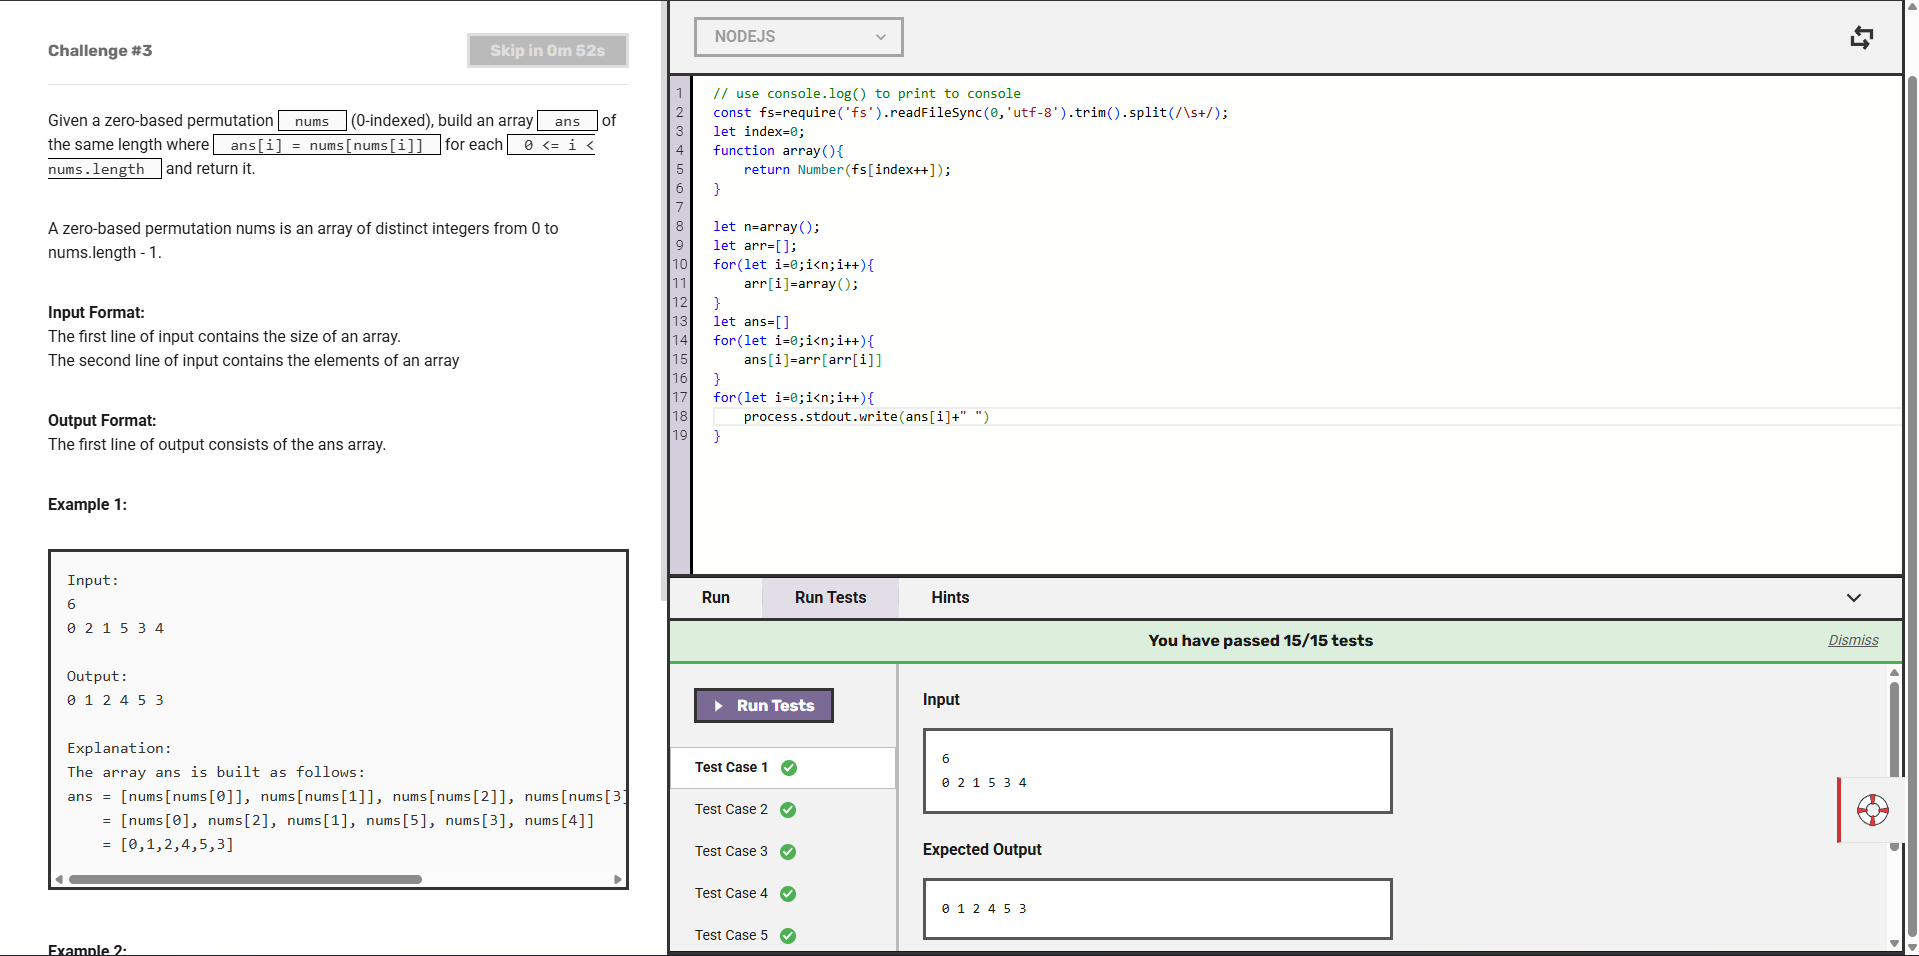 Challenge #3
Skip in 0m 52s
Given a zero-based permutation nums (0-indexed), build an array ans of
the same length where ans[i] = nums[nums[i]] for each 0 <= i <
nums.length and return it.
A zero-based permutation nums is an array of distinct integers from 0 to
nums.length - 1.
Input Format:
The first line of input contains the size of an array.
The second line of input contains the elements of an array
Output Format:
The first line of output consists of the ans array.
Example 1:
Input:
6
0 2 1 5 3 4
Output:
0 1 2 4 5 3
Explanation:
The array ans is built as follows:
ans = [nums[nums[0]], nums[nums[1]], nums[nums[2]], nums[nums[3]
= [nums[0], nums[2], nums[1], nums[5], nums[3], nums[4]]
= [0,1,2,4,5,3]
Example 2:
NODEJS
1 // use console.log() to print to console
2 const fs=require('fs').readFileSync(0,'utf-8').trim().split(/\s+/);
3 let index=0;
4 function array(){
5 return Number(fs[index++]);
6 }
7
8 let n=array();
9 let arr=[];
10 for(let i=0;i<n;i++){
11 arr[i]=array();
12 }
13 let ans=[]
14 for(let i=0;i<n;i++){
15 ans[i]=arr[arr[i]]
16 }
17 for(let i=0;i<n;i++){
18 process.stdout.write(ans[i]+" ")
19 }
Run
Run Tests
Hints
You have passed 15/15 tests
Dismiss
Run Tests
Test Case 1
Test Case 2
Test Case 3
Test Case 4
Test Case 5
Input
6
0 2 1 5 3 4
Expected Output
0 1 2 4 5 3